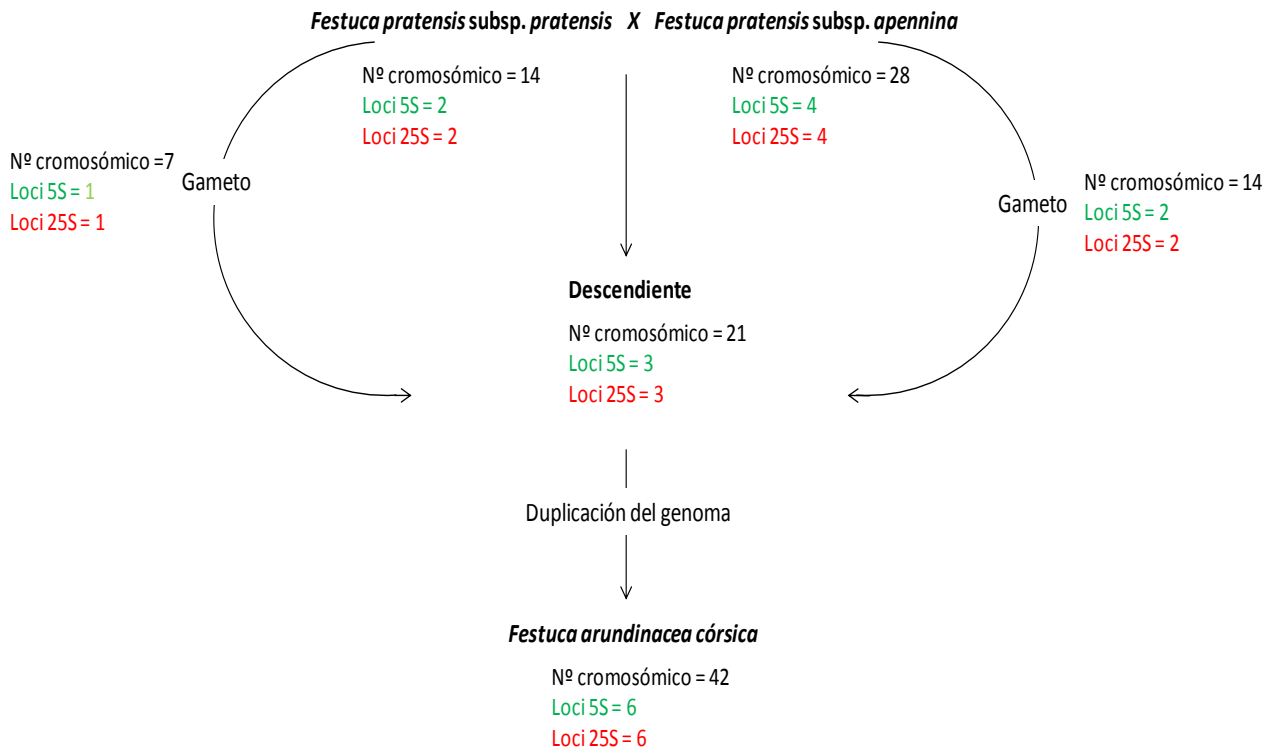 Festuca pratensis subsp. pratensis X Festuca pratensis subsp. apennina
Nº cromosómico = 14
Loci 5S = 2
Loci 25S = 2
Nº cromosómico = 28
Loci 5S = 4
Loci 25S = 4
Nº cromosómico =7
Loci 5S = 1
Loci 25S = 1
Gameto
Gameto
Nº cromosómico = 14
Loci 5S = 2
Loci 25S = 2
Descendiente
Nº cromosómico = 21
Loci 5S = 3
Loci 25S = 3
Duplicación del genoma
Festuca arundinacea córsica
Nº cromosómico = 42
Loci 5S = 6
Loci 25S = 6